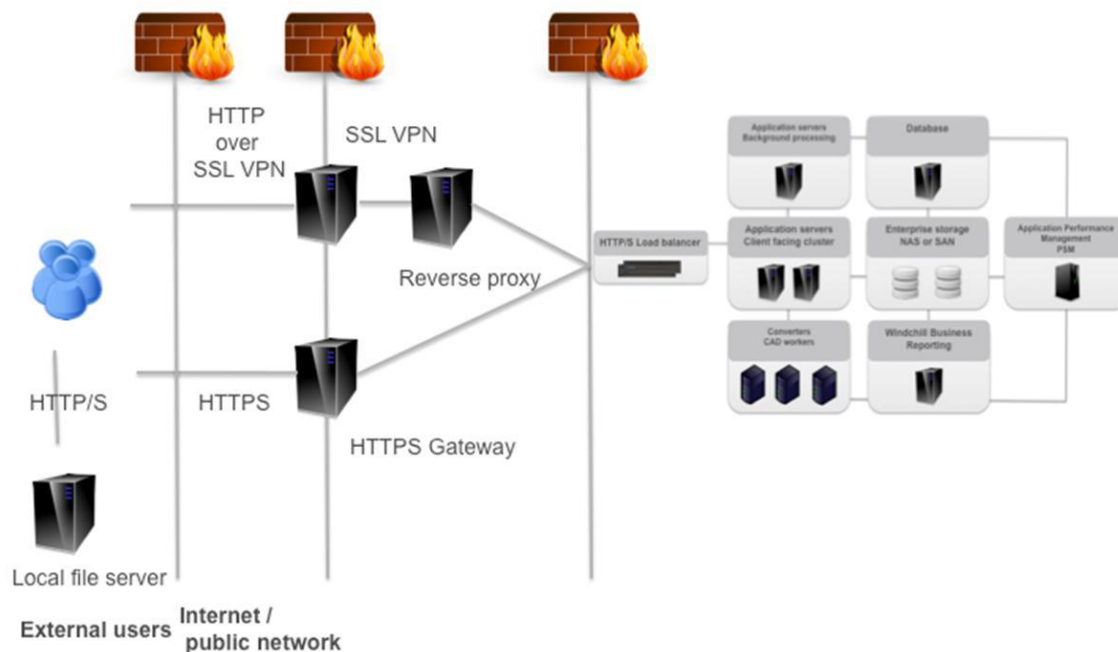 HTTP
over
SSL VPN
SSL VPN
Reverse proxy
HTTP/S
HTTPS
HTTPS Gateway
Local file server
External users
Internet /
public network
HTTP/S Load balancer
Application servers
Background processing
Database
Application servers
Client facing cluster
Enterprise storage
NAS or SAN
Application Performance
Management
PSM
Converters
CAD workers
Windchill Business
Reporting